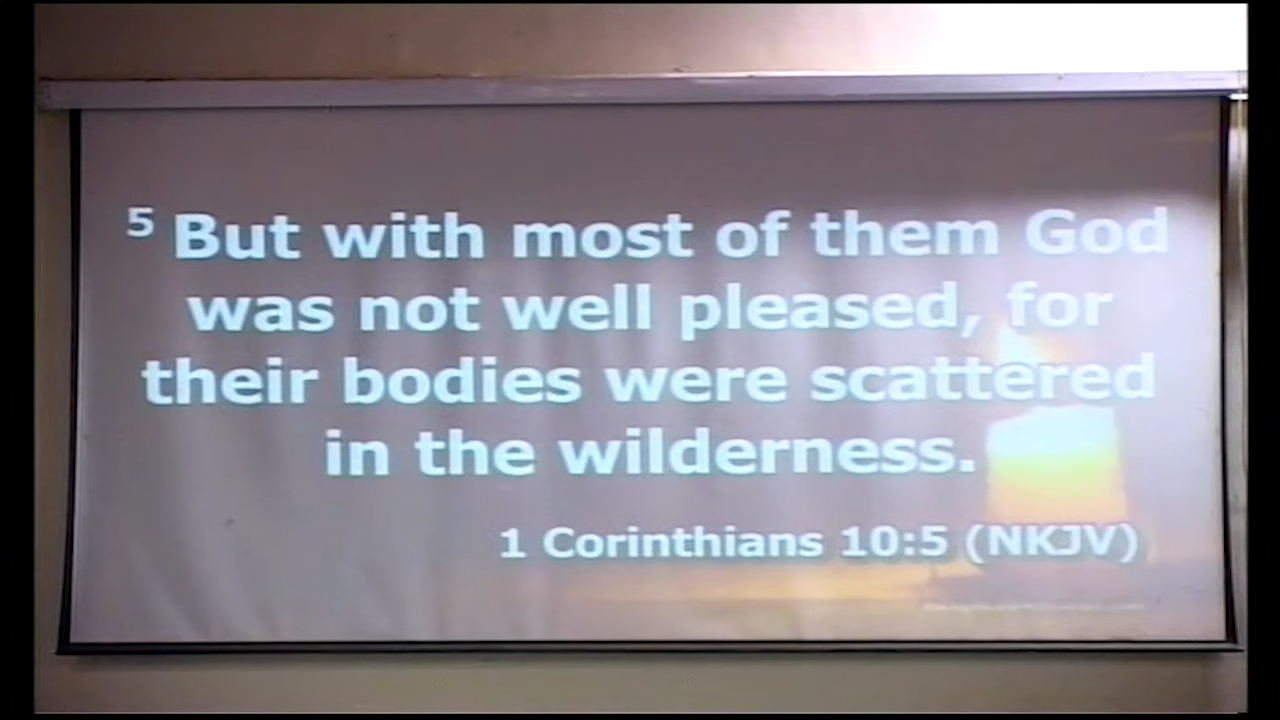 5 But with most of them God
was not well pleased, for
their bodies were scattered
in the wilderness.
1 Corinthians 10:5 (NKJV)